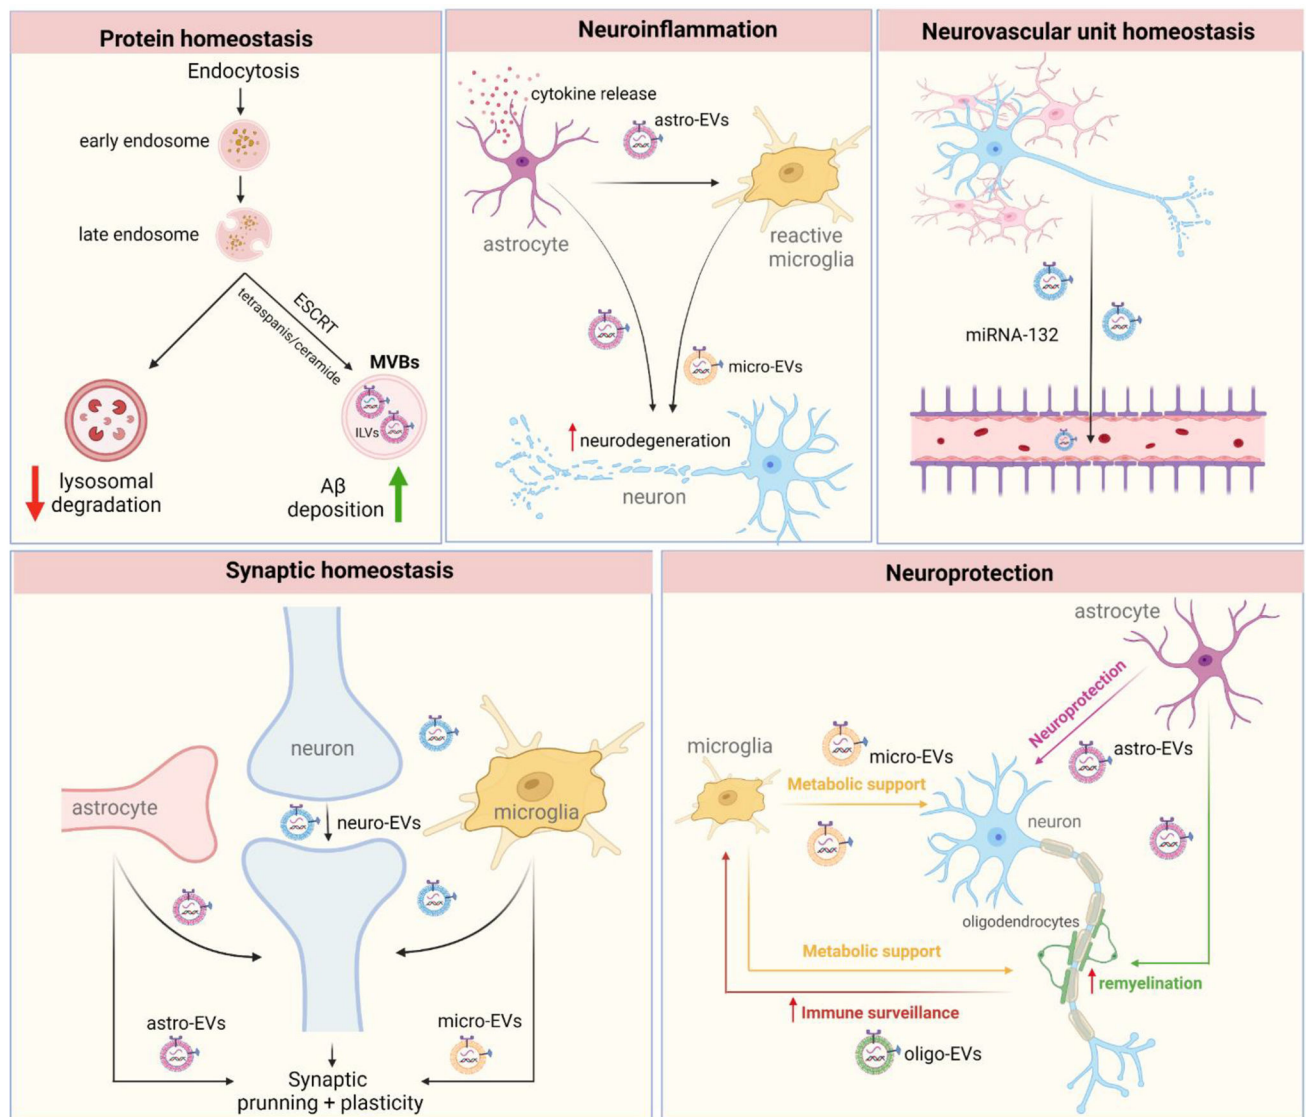 Protein homeostasis
Endocytosis
early endosome
late endosome
ESCRT
tetraspanis/ceramide
MVBs
ILVs
lysosomal
degradation
Aβ
deposition
Neuroinflammation
cytokine release
astro-EVs
astrocyte
reactive
microglia
micro-EVs
neurodegeneration
neuron
Neurovascular unit homeostasis
miRNA-132
Synaptic homeostasis
neuron
astrocyte
microglia
neuro-EVs
astro-EVs
micro-EVs
Synaptic
prunning + plasticity
Neuroprotection
astrocyte
Neuroprotection
microglia
micro-EVs
astro-EVs
Metabolic support
neuron
oligodendrocytes
Metabolic support
remyelination
Immune surveillance
oligo-EVs